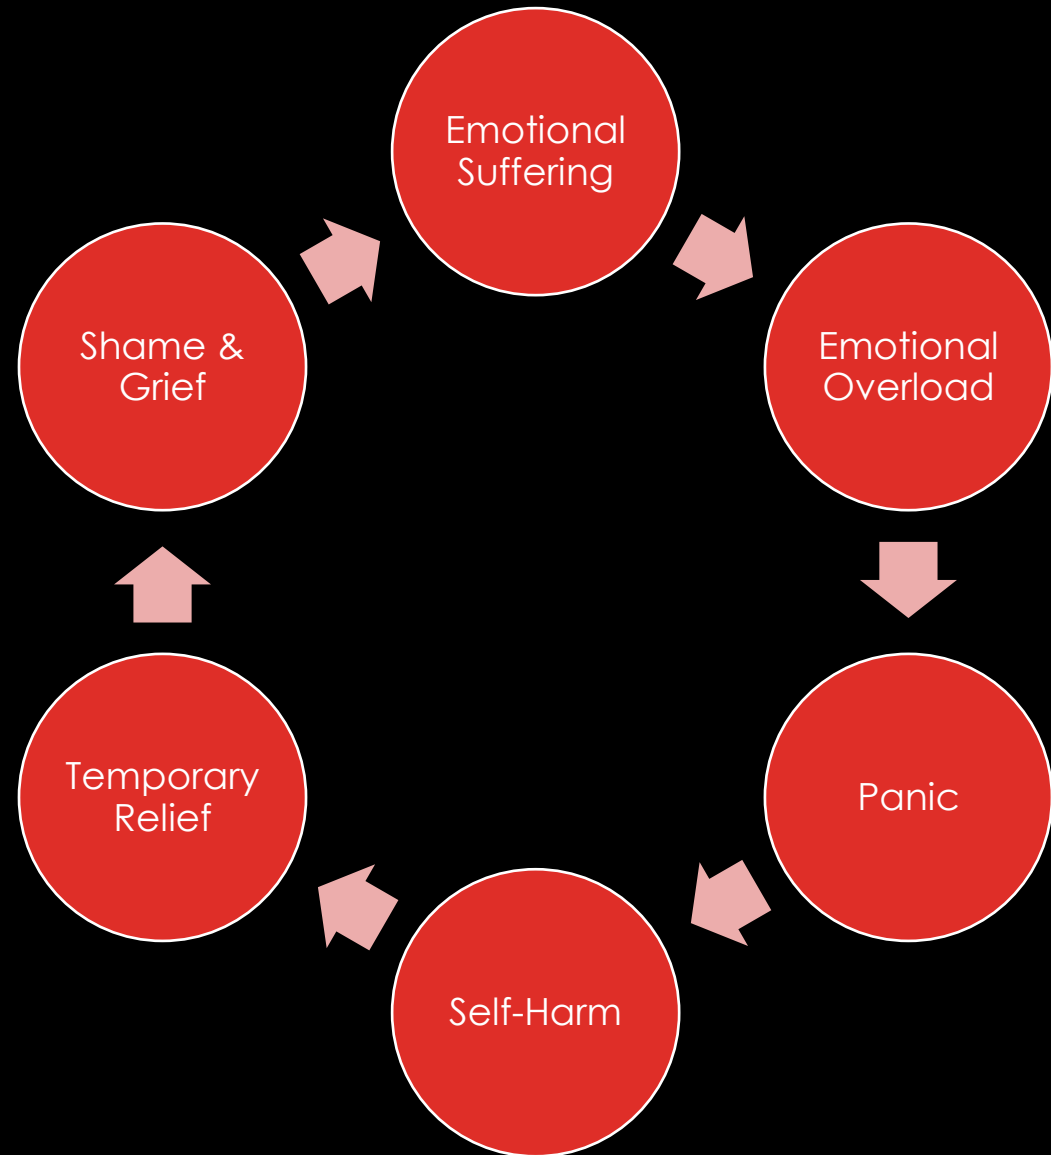 Emotional
Suffering
Emotional
Overload
Panic
Self-Harm
Temporary
Relief
Shame &
Grief